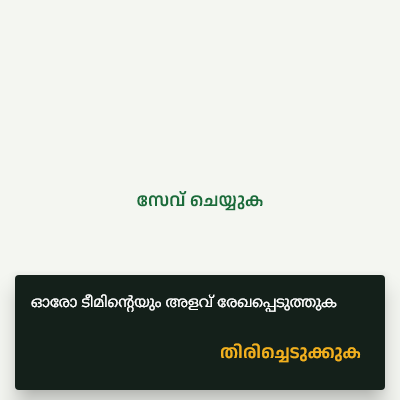 സേവ് ചെയ്യുക
ഓരോ ടീമിന്റെയും അളവ് രേഖപ്പെടുത്തുക
തിരിച്ചെടുക്കുക